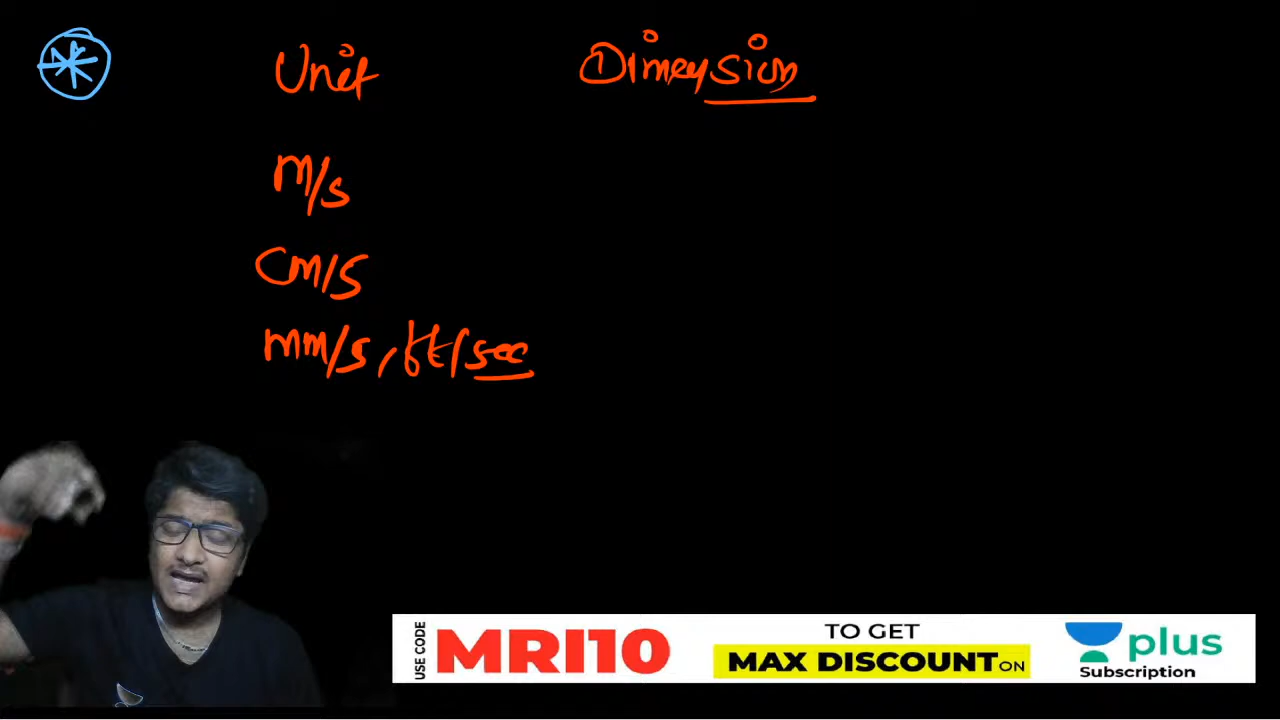 Unit Dimension
m/s
cm/s
mm/s, ft/sec
USE CODE MRI10 TO GET MAX DISCOUNT ON plus Subscription